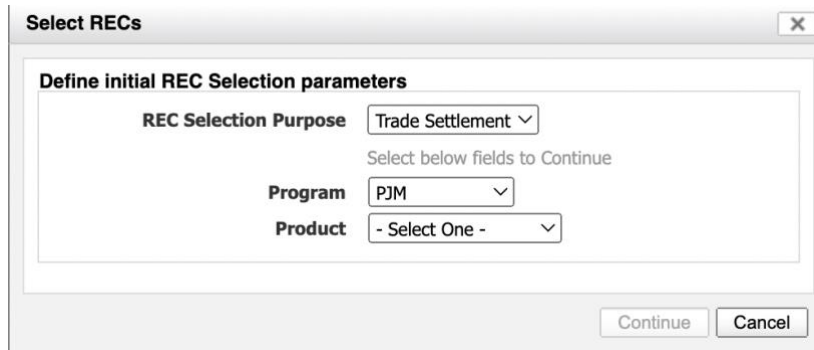 Select RECs
Define initial REC Selection parameters
REC Selection Purpose Trade Settlement
Select below fields to Continue
Program PJM
Product - Select One -
Continue Cancel